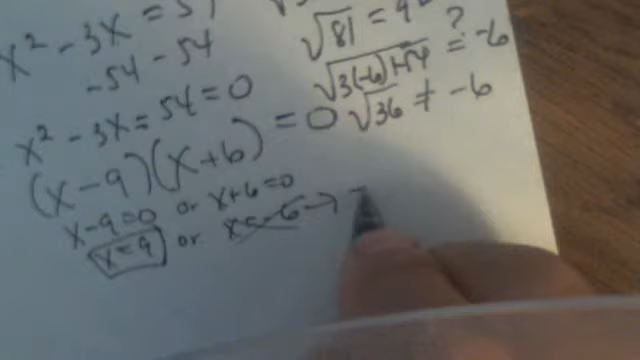 x² - 3x = 5
-54 - 54
x² - 3x = 54 = 0
(x - 9)(x + 6) = 0
x - 9 = 0 or x + 6 = 0
x = 9 or x = -6 →
√81 = 9
√3(-6)+54 ?= -6
√36 ≠ -6